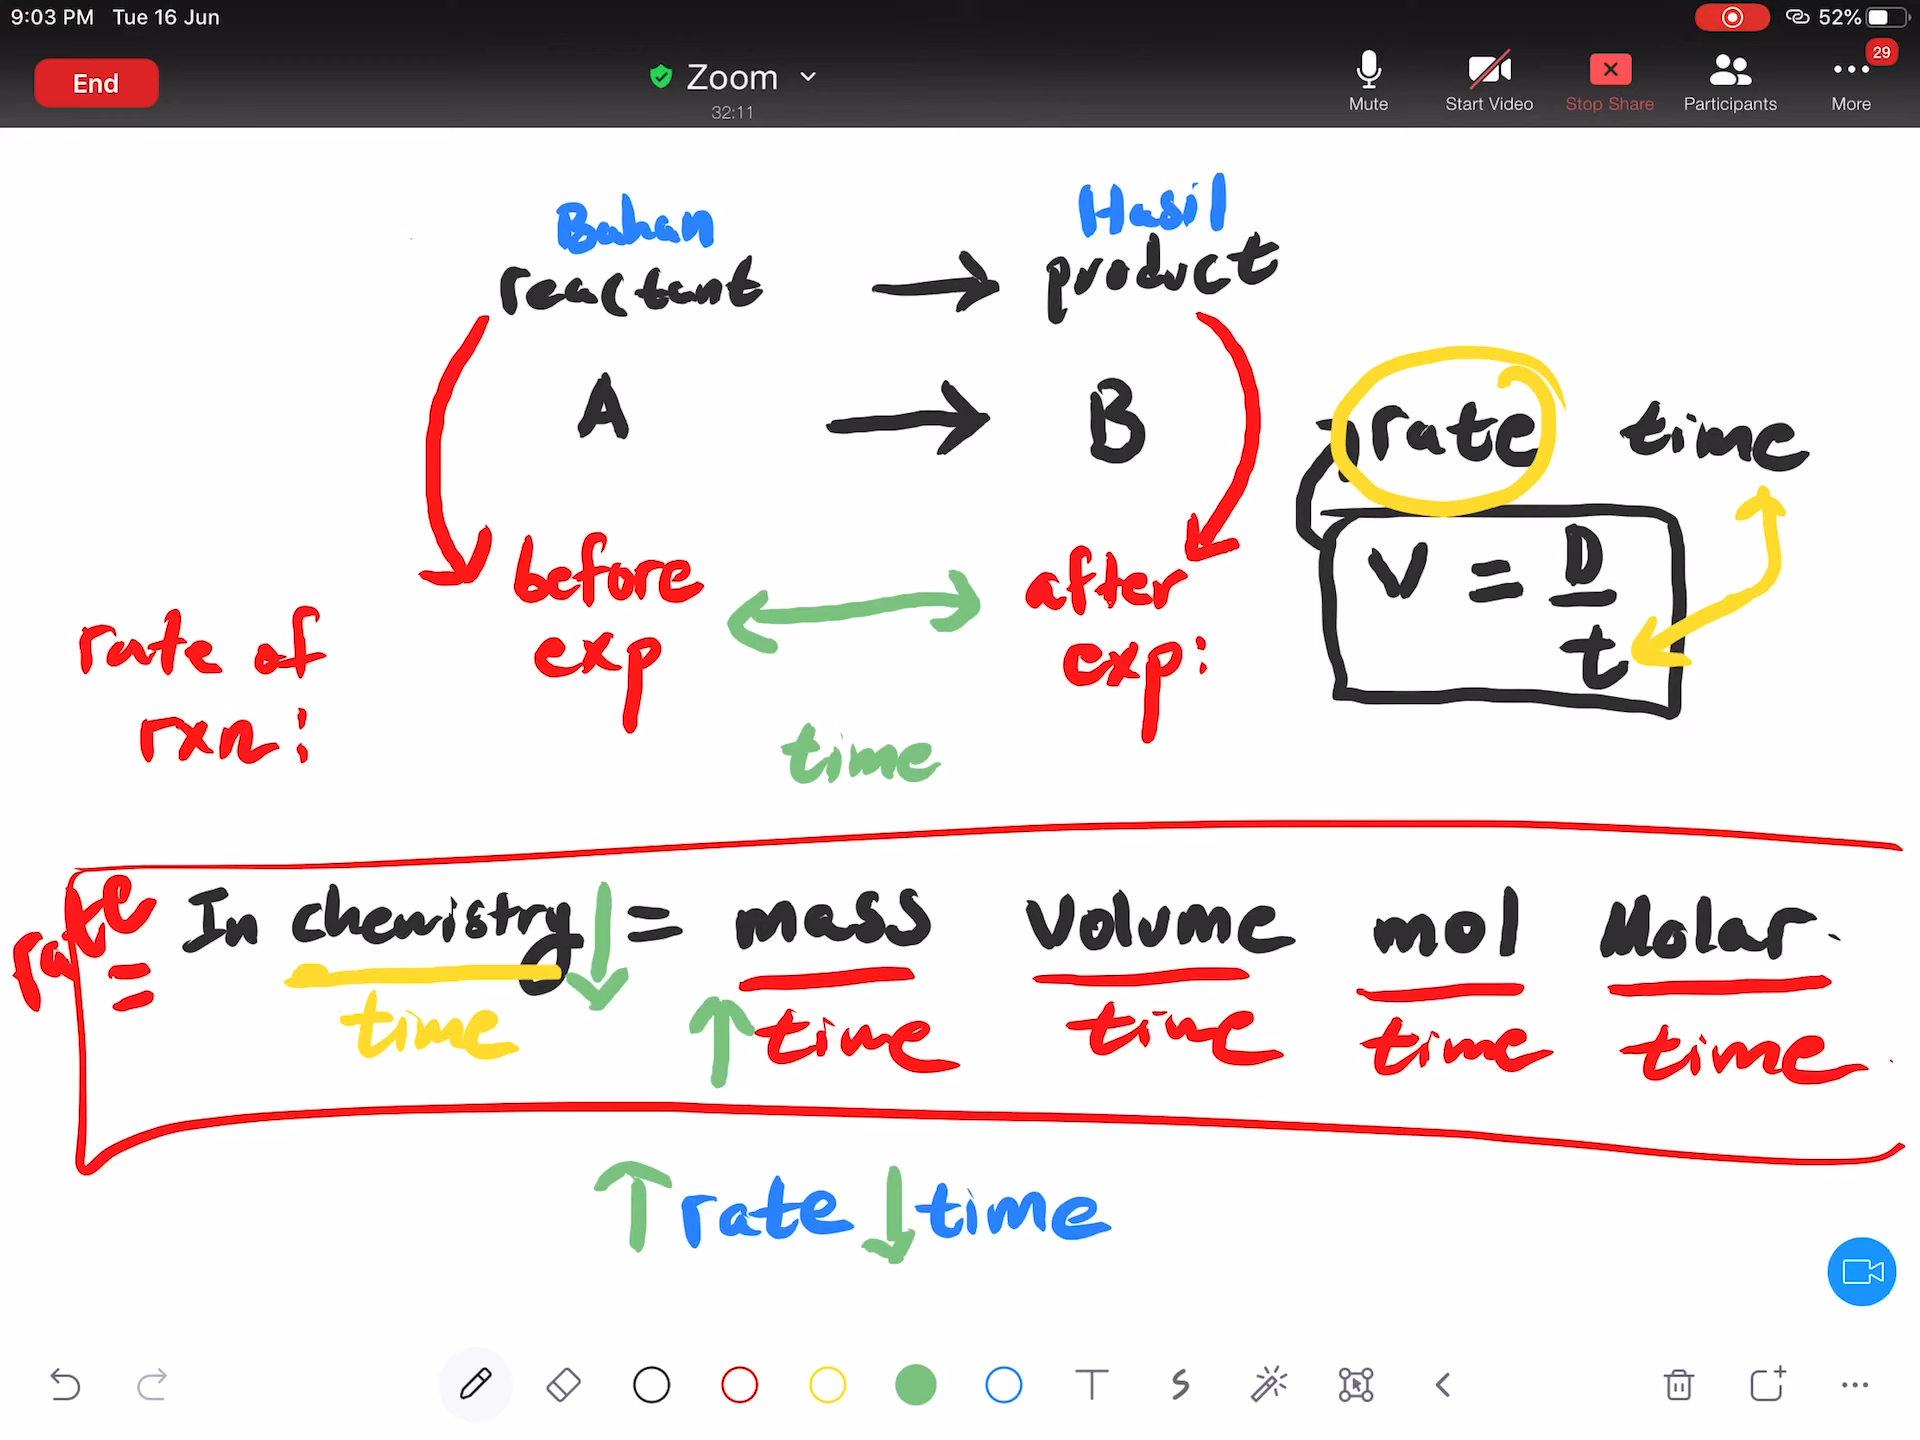 9:03 PM Tue 16 Jun
52%
End
Zoom
32:11
Mute
Start Video
Stop Share
Participants
29
More
Bahan
Hasil
reactant → product
A → B
rate time
V = D
t
before
exp
after
exp:
rate of
rxn:
time
rate
=
In chemistry = mass Volume mol Molar.
time time time time time
↑ rate ↓ time
T